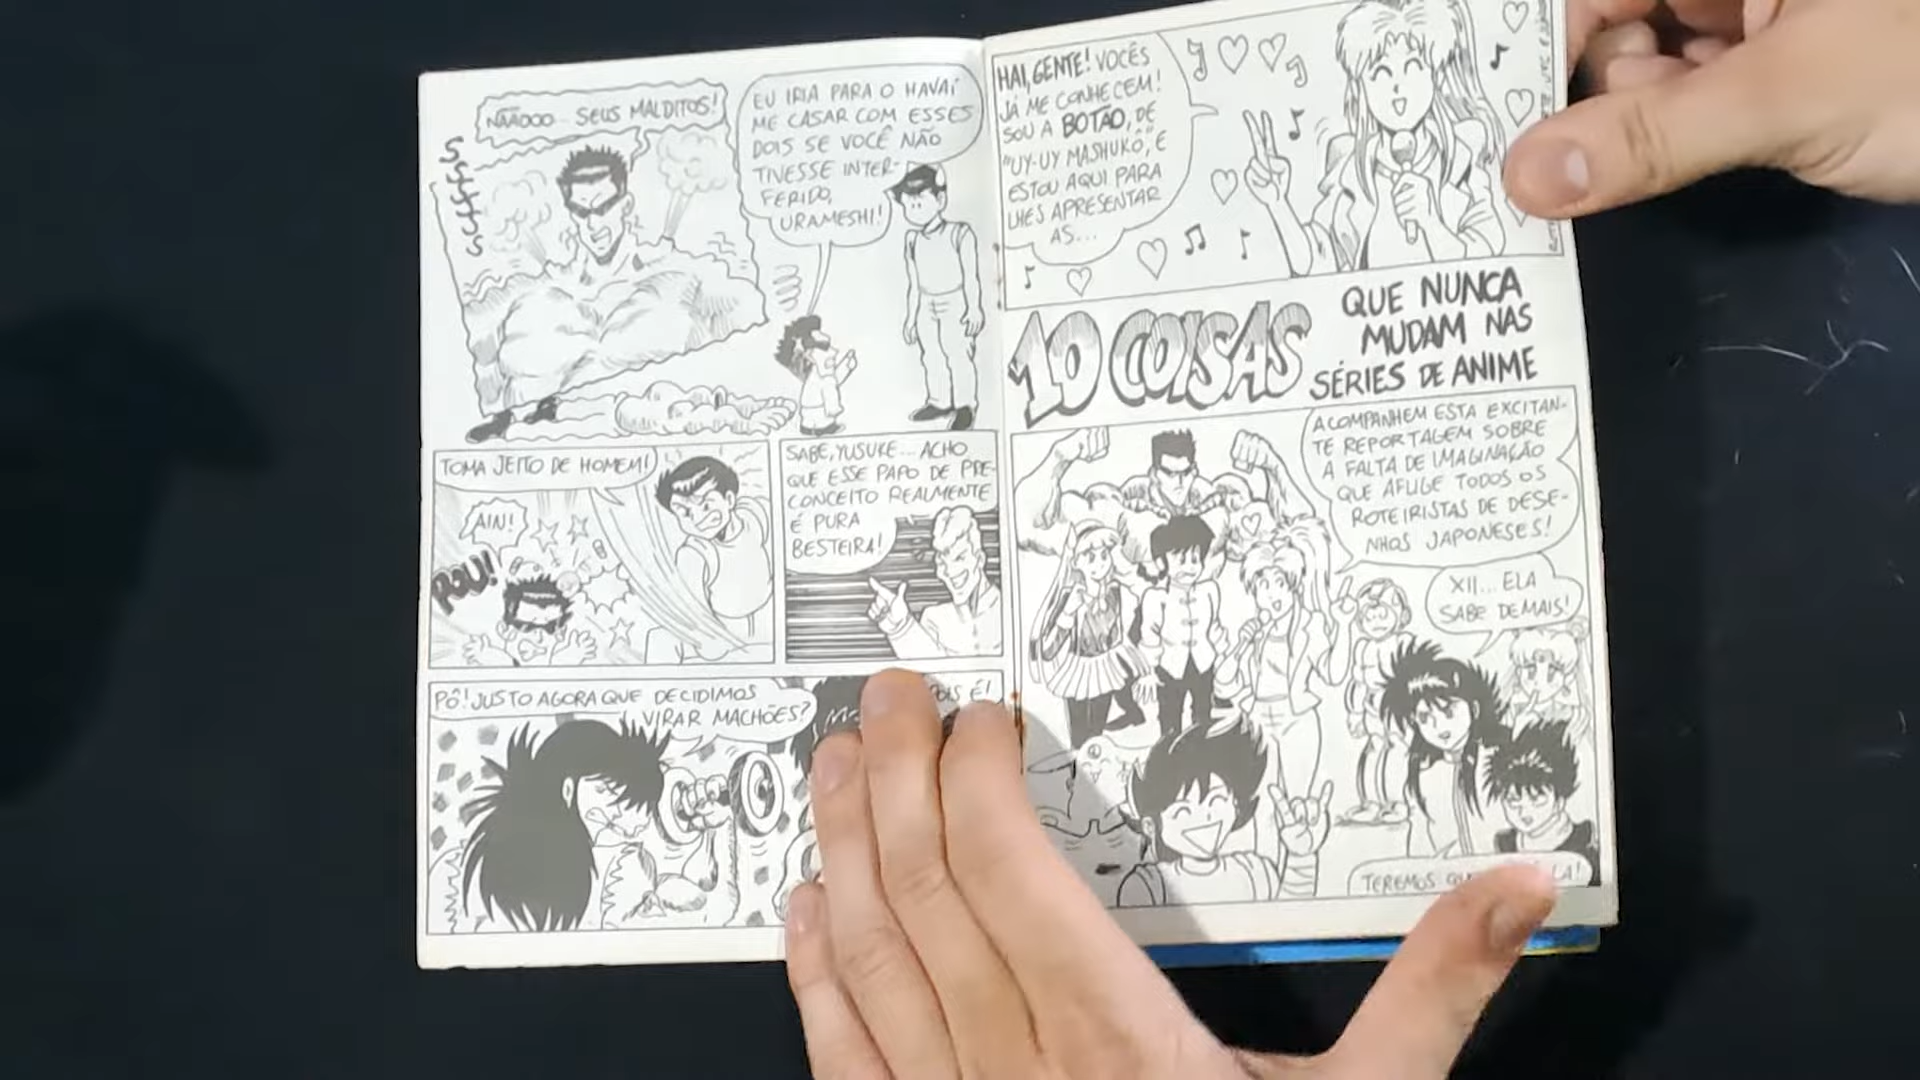 NÃÃOOO... SEUS MALDITOS!
EU IRIA PARA O HAVAÍ
ME CASAR COM ESSES
DOIS SE VOCÊ NÃO
TIVESSE INTER-
FERIDO,
URAMESHI!
TOMA JEITO DE HOMEM!
AIN!
POU!
SABE, YUSUKE... ACHO
QUE ESSE PAPO DE PRE-
CONCEITO REALMENTE
É PURA
BESTEIRA!
PÔ! JUSTO AGORA QUE DECIDIMOS
VIRAR MACHÕES?
POIS É!
HAI, GENTE! VOCÊS
JÁ ME CONHECEM!
SOU A BOTÃO, DE
"UY-UY MASHUKÔ", E
ESTOU AQUI PARA
LHES APRESENTAR
AS...
10 COISAS
QUE NUNCA
MUDAM NAS
SÉRIES DE ANIME
ACOMPANHEM ESTA EXCITAN-
TE REPORTAGEM SOBRE
A FALTA DE IMAGINAÇÃO
QUE AFLIGE TODOS OS
ROTEIRISTAS DE DESE-
NHOS JAPONESES!
XII... ELA
SABE DEMAIS!
TEREMOS